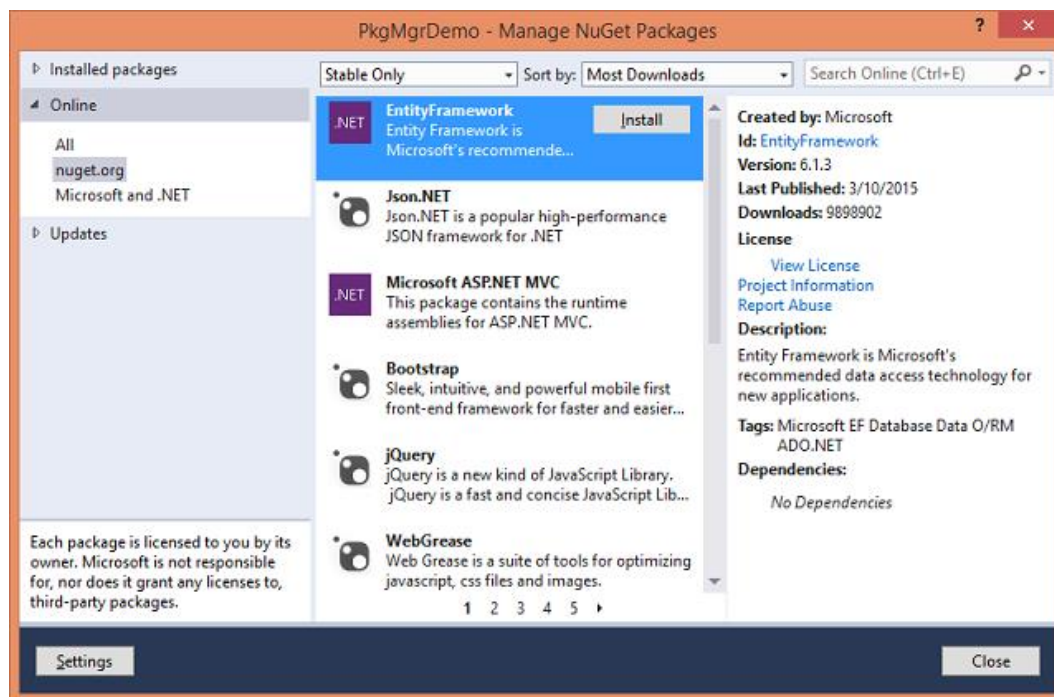 PkgMgrDemo - Manage NuGet Packages
?
×
Installed packages
Online
All
nuget.org
Microsoft and .NET
Updates
Each package is licensed to you by its
owner. Microsoft is not responsible
for, nor does it grant any licenses to,
third-party packages.
Stable Only
Sort by: Most Downloads
Search Online (Ctrl+E)
.NET
EntityFramework
Entity Framework is
Microsoft's recommende...
Install
Json.NET
Json.NET is a popular high-performance
JSON framework for .NET
.NET
Microsoft ASP.NET MVC
This package contains the runtime
assemblies for ASP.NET MVC.
Bootstrap
Sleek, intuitive, and powerful mobile first
front-end framework for faster and easier...
jQuery
jQuery is a new kind of JavaScript Library.
jQuery is a fast and concise JavaScript Lib...
WebGrease
Web Grease is a suite of tools for optimizing
javascript, css files and images.
1 2 3 4 5
Created by: Microsoft
Id: EntityFramework
Version: 6.1.3
Last Published: 3/10/2015
Downloads: 9898902
License
View License
Project Information
Report Abuse
Description:
Entity Framework is Microsoft's
recommended data access technology for
new applications.
Tags: Microsoft EF Database Data O/RM
ADO.NET
Dependencies:
No Dependencies
Settings
Close